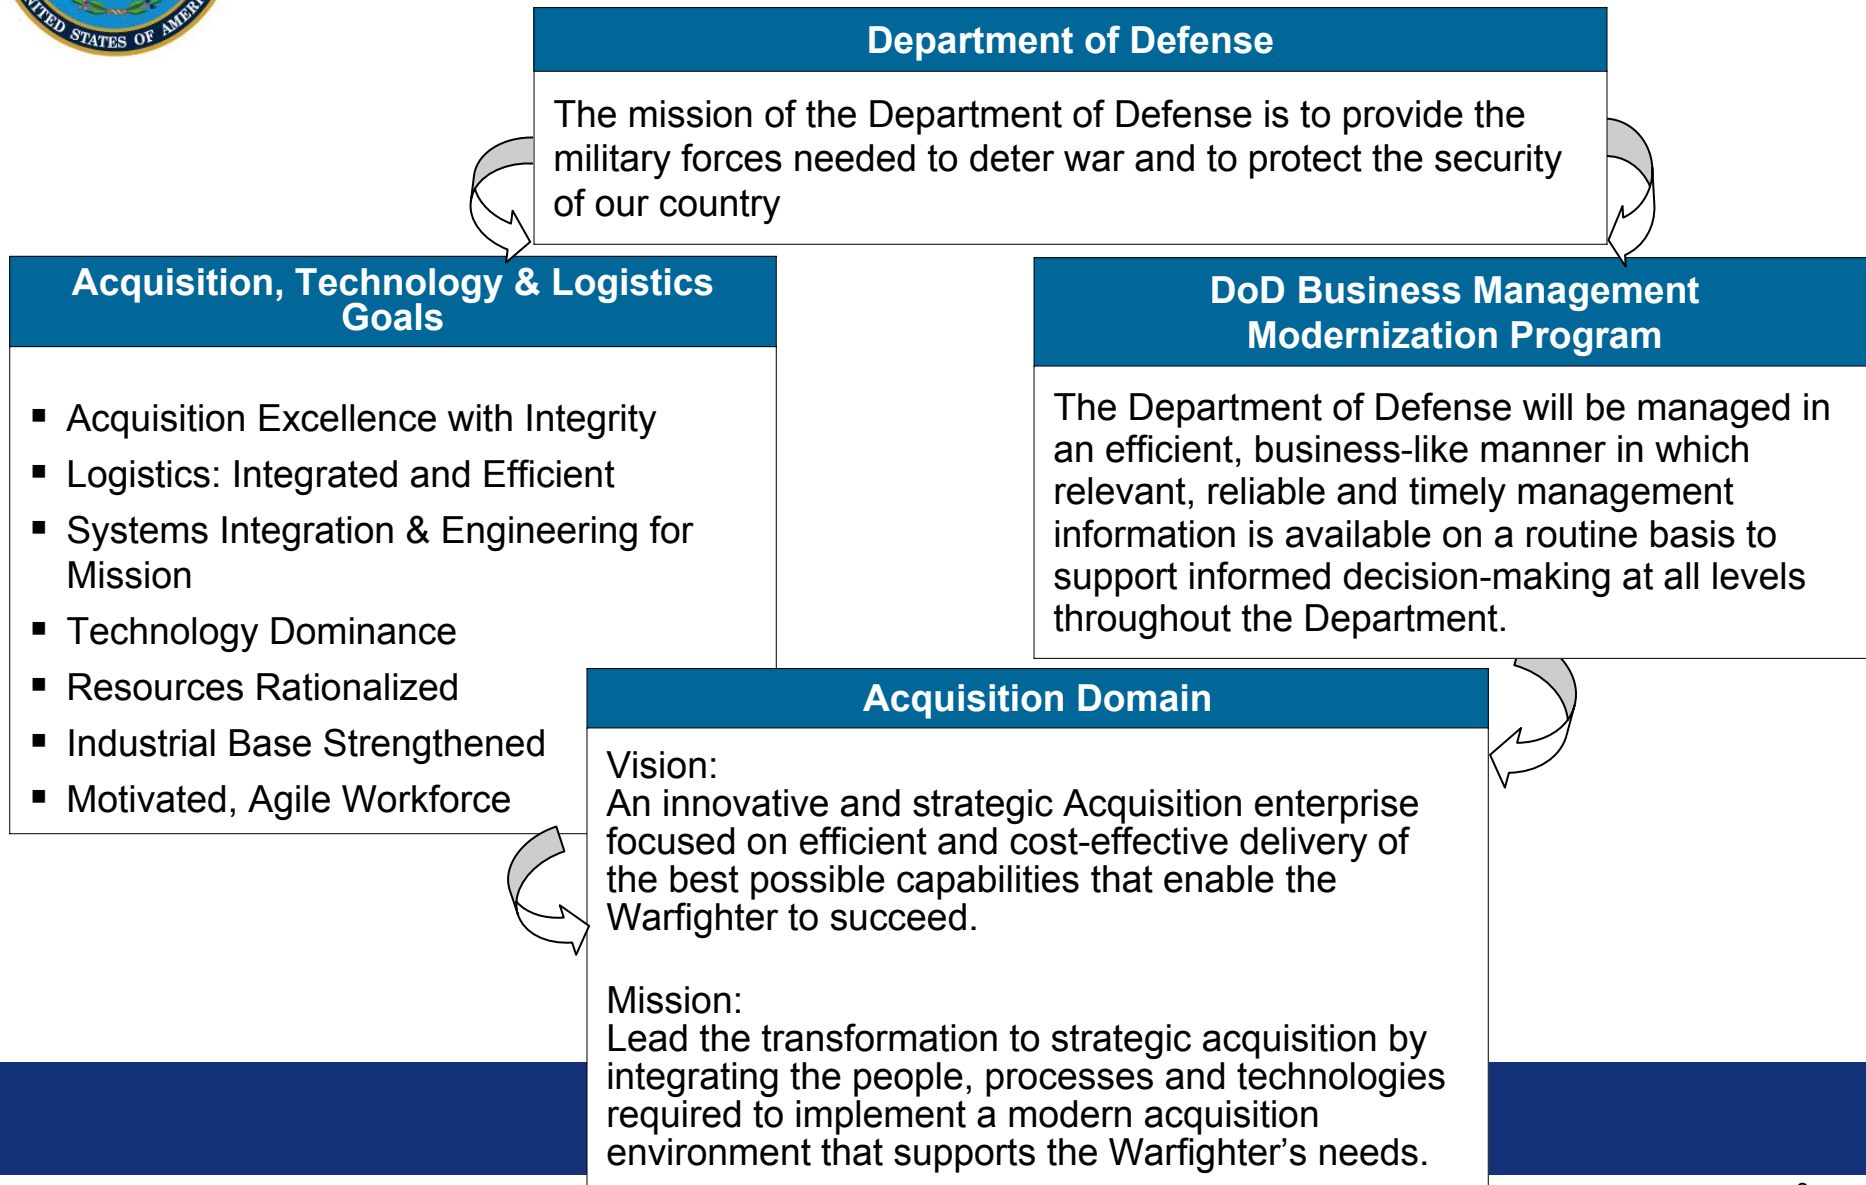 UNITED STATES OF AMERI
Department of Defense
The mission of the Department of Defense is to provide the
military forces needed to deter war and to protect the security
of our country
Acquisition, Technology & Logistics
Goals
▪ Acquisition Excellence with Integrity
▪ Logistics: Integrated and Efficient
▪ Systems Integration & Engineering for
Mission
▪ Technology Dominance
▪ Resources Rationalized
▪ Industrial Base Strengthened
▪ Motivated, Agile Workforce
DoD Business Management
Modernization Program
The Department of Defense will be managed in
an efficient, business-like manner in which
relevant, reliable and timely management
information is available on a routine basis to
support informed decision-making at all levels
throughout the Department.
Acquisition Domain
Vision:
An innovative and strategic Acquisition enterprise
focused on efficient and cost-effective delivery of
the best possible capabilities that enable the
Warfighter to succeed.
Mission:
Lead the transformation to strategic acquisition by
integrating the people, processes and technologies
required to implement a modern acquisition
environment that supports the Warfighter’s needs.